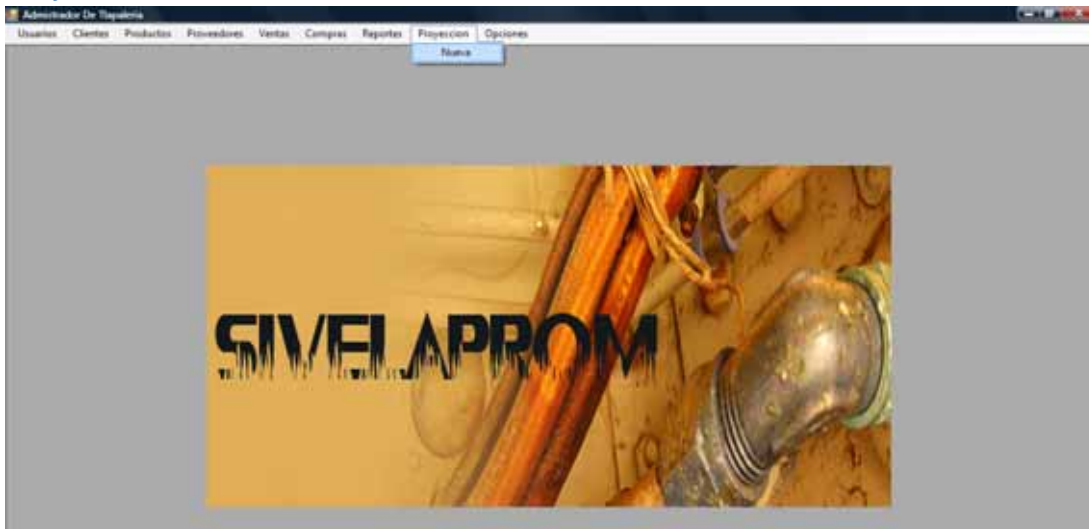 Administrador De Tlapaleria
Usuarios Clientes Productos Proveedores Ventas Compras Reportes Proyeccion Opciones
Nueva
SIVELAPROM